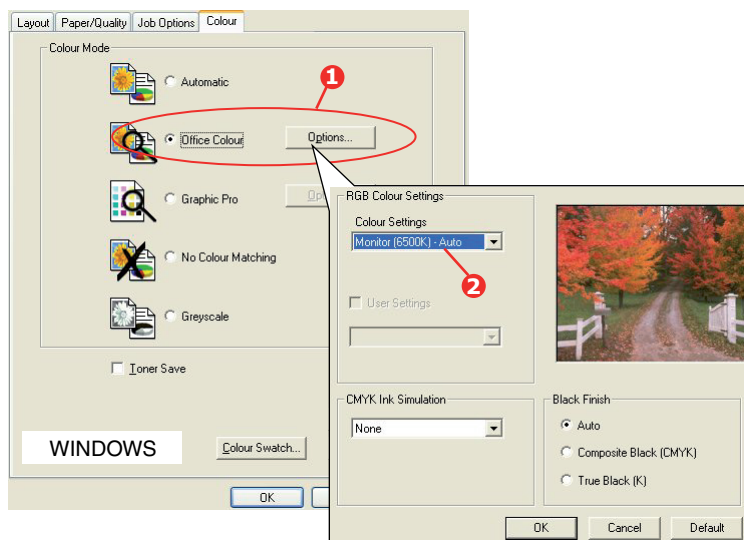 Layout Paper/Quality Job Options Colour
Colour Mode
1
Automatic
Office Colour Options...
Graphic Pro
No Colour Matching
Greyscale
Toner Save
WINDOWS Colour Swatch...
OK
RGB Colour Settings
Colour Settings
Monitor (6500K) - Auto
2
User Settings
CMYK Ink Simulation
None
Black Finish
Auto
Composite Black (CMYK)
True Black (K)
OK Cancel Default